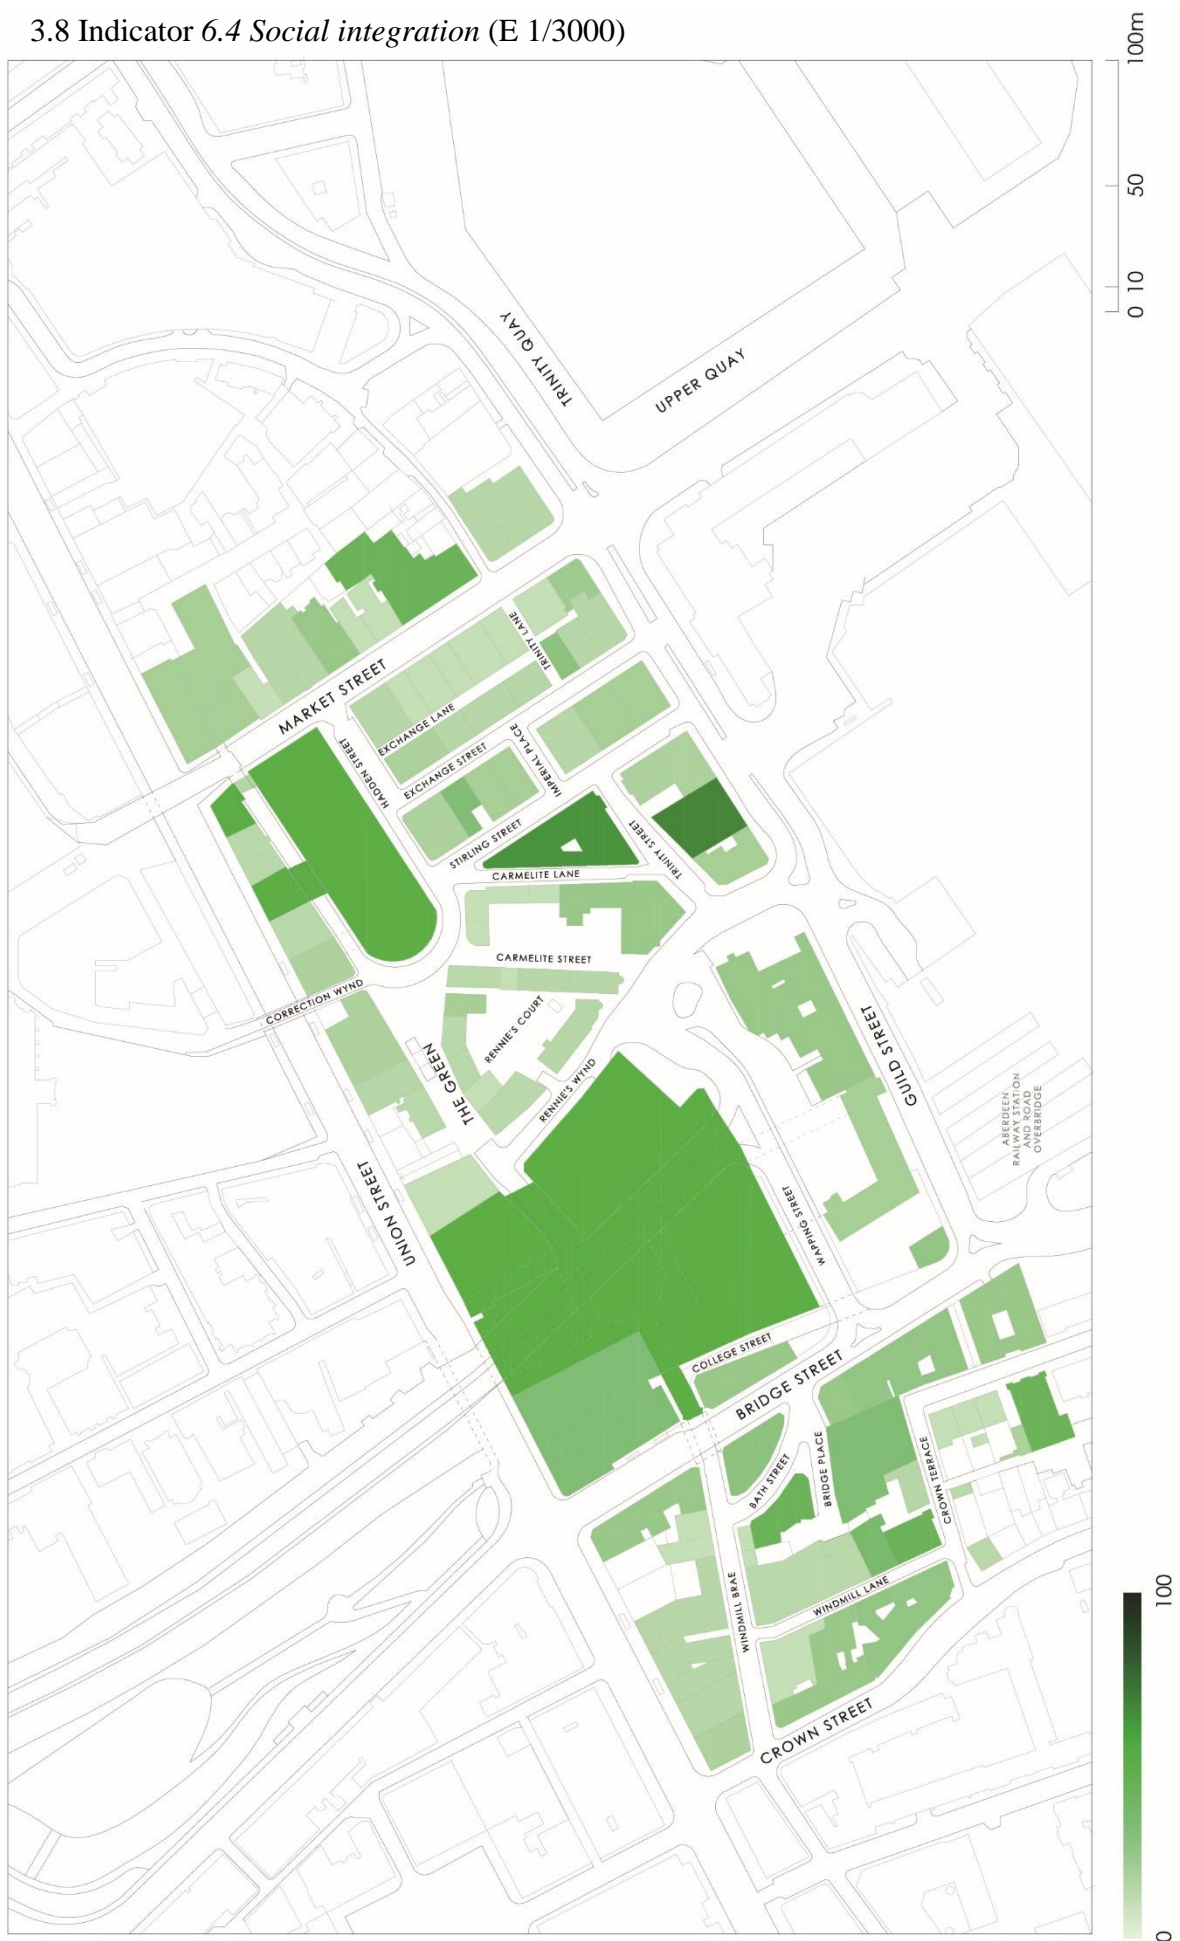 3.8 Indicator 6.4 Social integration (E 1/3000)
100m
50
10
0
TRINITY QUAY
UPPER QUAY
MARKET STREET
TRINITY LANE
EXCHANGE LANE
HADDEN STREET
EXCHANGE STREET
IMPERIAL PLACE
STIRLING STREET
TRINITY STREET
CARMELITE LANE
CARMELITE STREET
CORRECTION WYND
RENNIE'S COURT
THE GREEN
RENNIE'S WYND
GUILD STREET
ABERDEEN
RAILWAY STATION
AND ROAD
OVERBRIDGE
UNION STREET
WAPPING STREET
COLLEGE STREET
BRIDGE STREET
BATH STREET
BRIDGE PLACE
CROWN TERRACE
WINDMILL BRAE
WINDMILL LANE
CROWN STREET
100
0